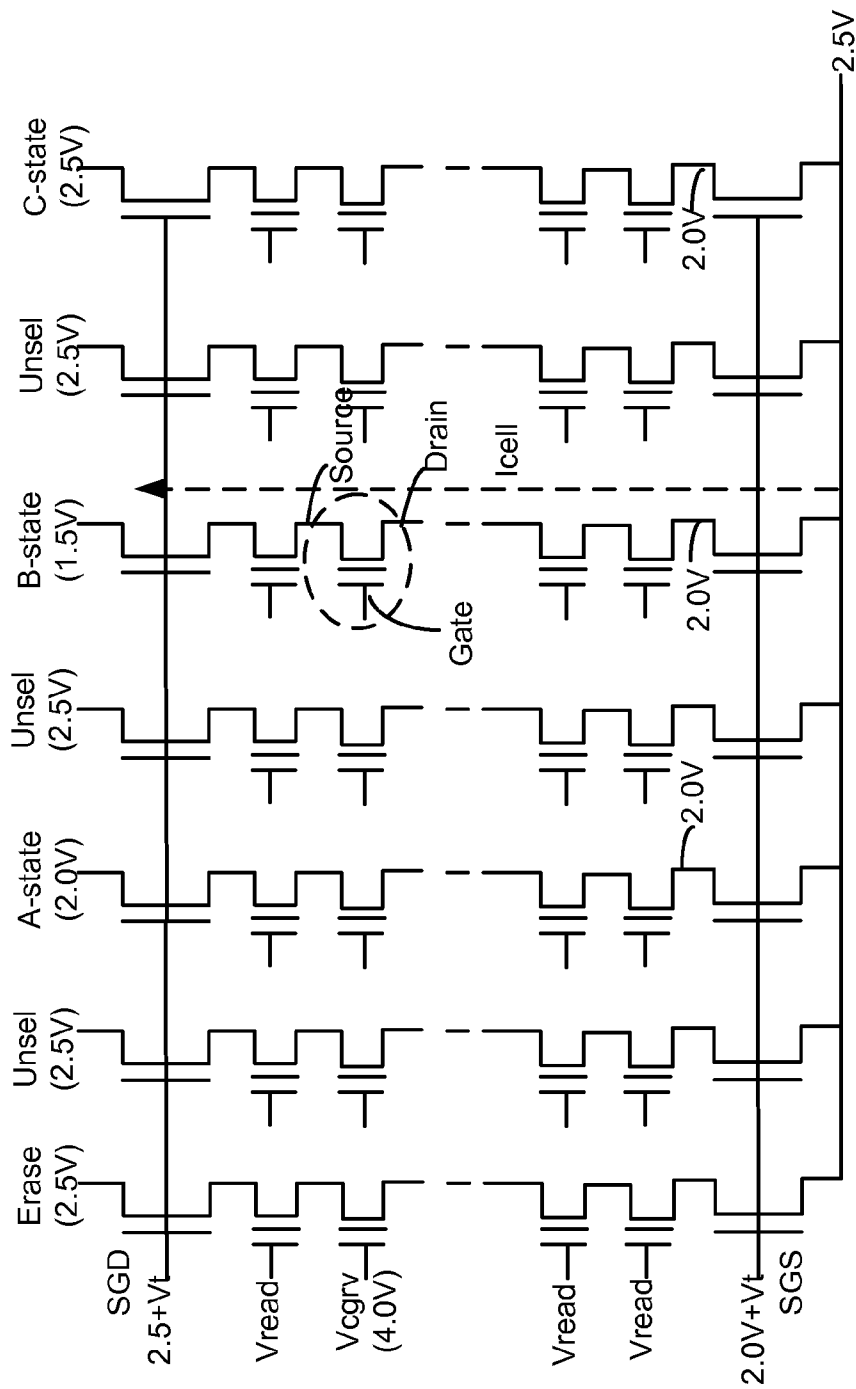 Erase
(2.5V)
Unsel
(2.5V)
A-state
(2.0V)
Unsel
(2.5V)
B-state
(1.5V)
Unsel
(2.5V)
C-state
(2.5V)
SGD
2.5+Vt
Vread
Vcgrv
(4.0V)
Source
Drain
Gate
Icell
Vread
Vread
2.0V
2.0V
2.0V
2.0V+Vt
SGS
2.5V